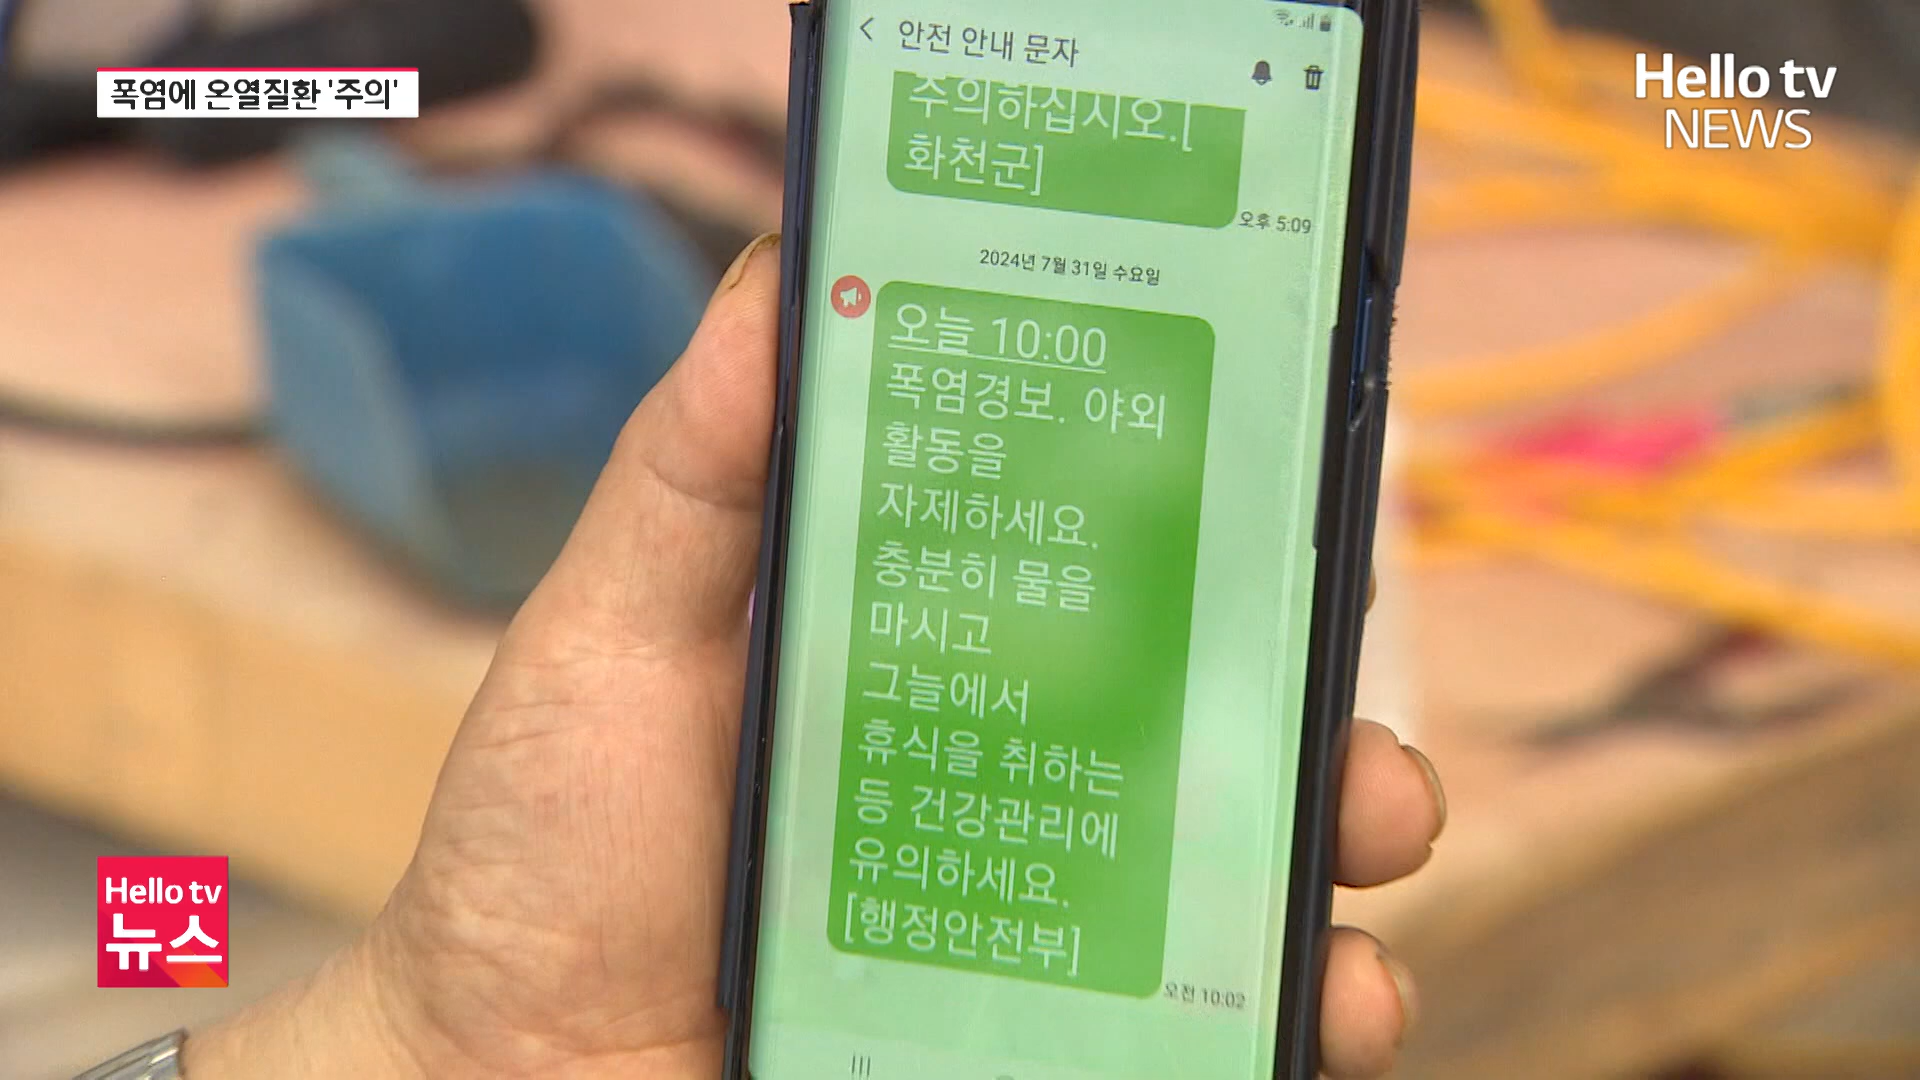 폭염에 온열질환 '주의'
Hello tv
NEWS
안전 안내 문자
주의하십시오.[
화천군]
오후 5:09
2024년 7월 31일 수요일
오늘 10:00
폭염경보. 야외
활동을
자제하세요.
충분히 물을
마시고
그늘에서
휴식을 취하는
등 건강관리에
유의하세요.
[행정안전부]
오전 10:02
Hello tv
뉴스